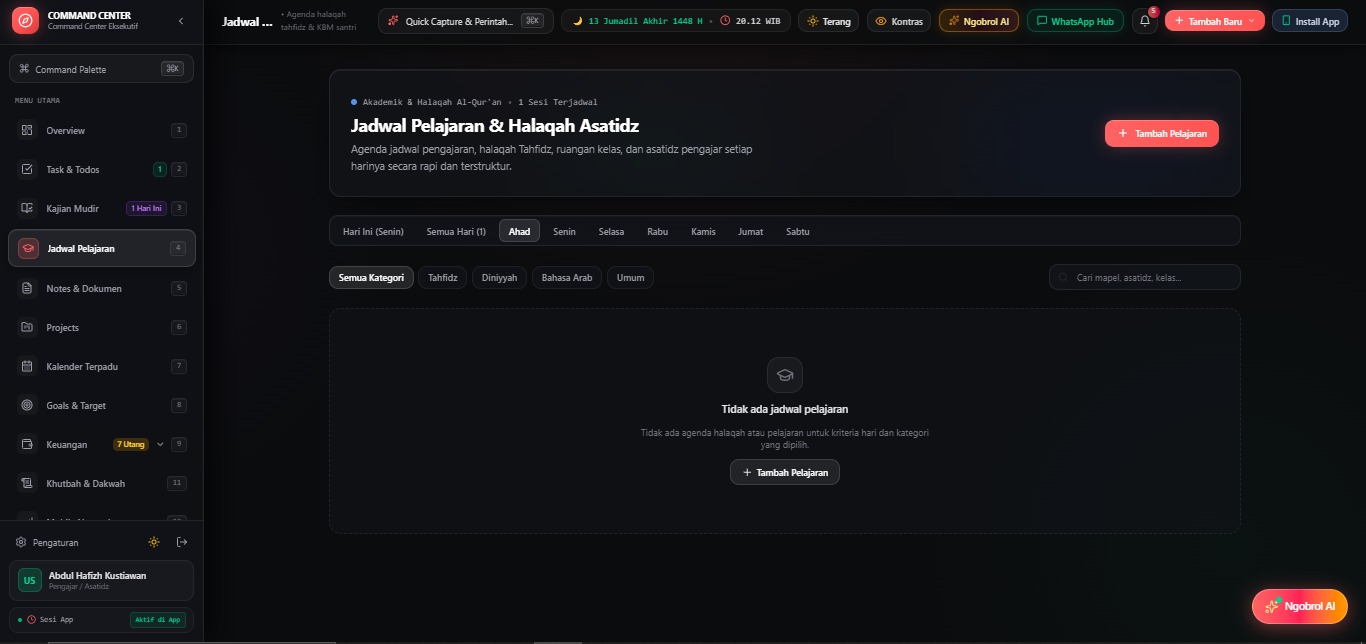 COMMAND CENTER
Command Center Eksekutif
Command Palette
⌘K
MENU UTAMA
Overview 1
Task & Todos 1 2
Kajian Mudir 1 Hari Ini 3
Jadwal Pelajaran 4
Notes & Dokumen 5
Projects 6
Kalender Terpadu 7
Goals & Target 8
Keuangan 7 Utang 9
Khutbah & Dakwah 11
Pengaturan
US
Abdul Hafizh Kustiawan
Pengajar / Asatidz
Sesi App
Aktif di App
Jadwal ...
• Agenda halaqah
tahfidz & KBM santri
Quick Capture & Perintah... ⌘K
13 Jumadil Akhir 1448 H • 20.12 WIB
Terang
Kontras
Ngobrol AI
WhatsApp Hub
5
+ Tambah Baru
Install App
Akademik & Halaqah Al-Qur'an • 1 Sesi Terjadwal
Jadwal Pelajaran & Halaqah Asatidz
Agenda jadwal pengajaran, halaqah Tahfidz, ruangan kelas, dan asatidz pengajar setiap
harinya secara rapi dan terstruktur.
+ Tambah Pelajaran
Hari Ini (Senin) Semua Hari (1) Ahad Senin Selasa Rabu Kamis Jumat Sabtu
Semua Kategori Tahfidz Diniyyah Bahasa Arab Umum
Cari mapel, asatidz, kelas...
Tidak ada jadwal pelajaran
Tidak ada agenda halaqah atau pelajaran untuk kriteria hari dan kategori
yang dipilih.
+ Tambah Pelajaran
Ngobrol AI